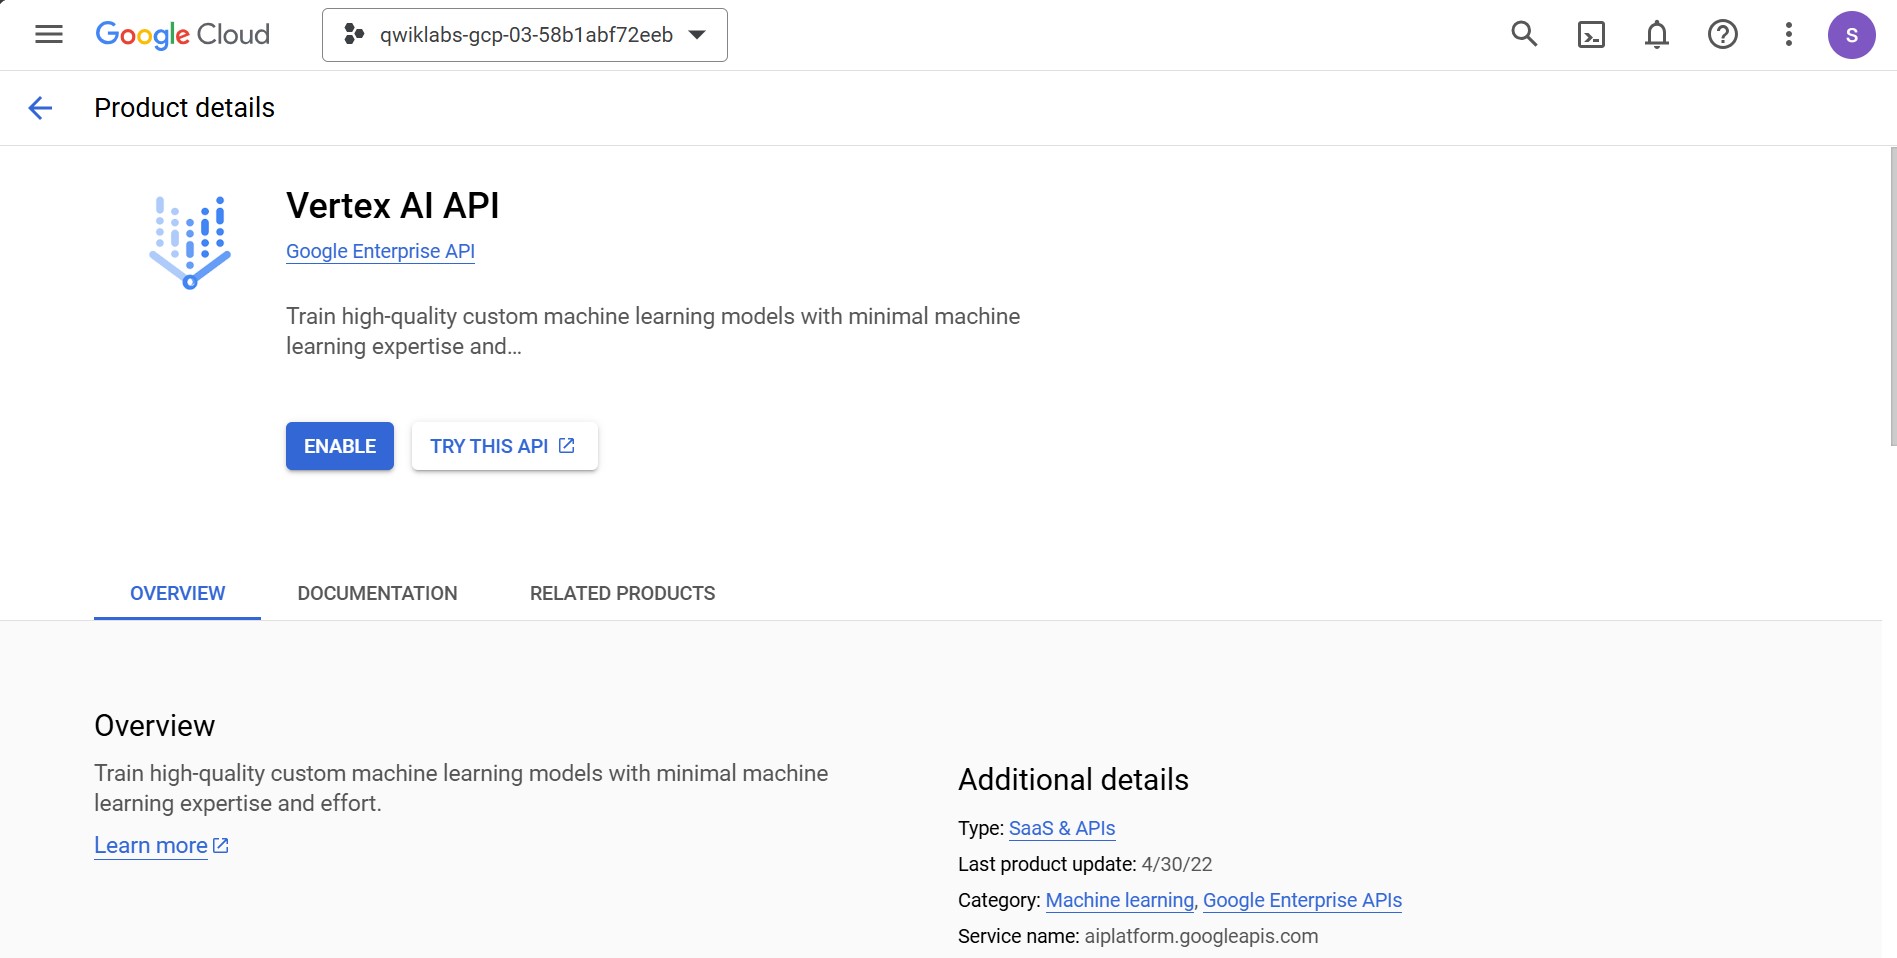 Google Cloud
qwiklabs-gcp-03-58b1abf72eeb
S
Product details
Vertex AI API
Google Enterprise API
Train high-quality custom machine learning models with minimal machine
learning expertise and...
ENABLE
TRY THIS API
OVERVIEW
DOCUMENTATION
RELATED PRODUCTS
Overview
Train high-quality custom machine learning models with minimal machine
learning expertise and effort.
Learn more
Additional details
Type: SaaS & APIs
Last product update: 4/30/22
Category: Machine learning, Google Enterprise APIs
Service name: aiplatform.googleapis.com